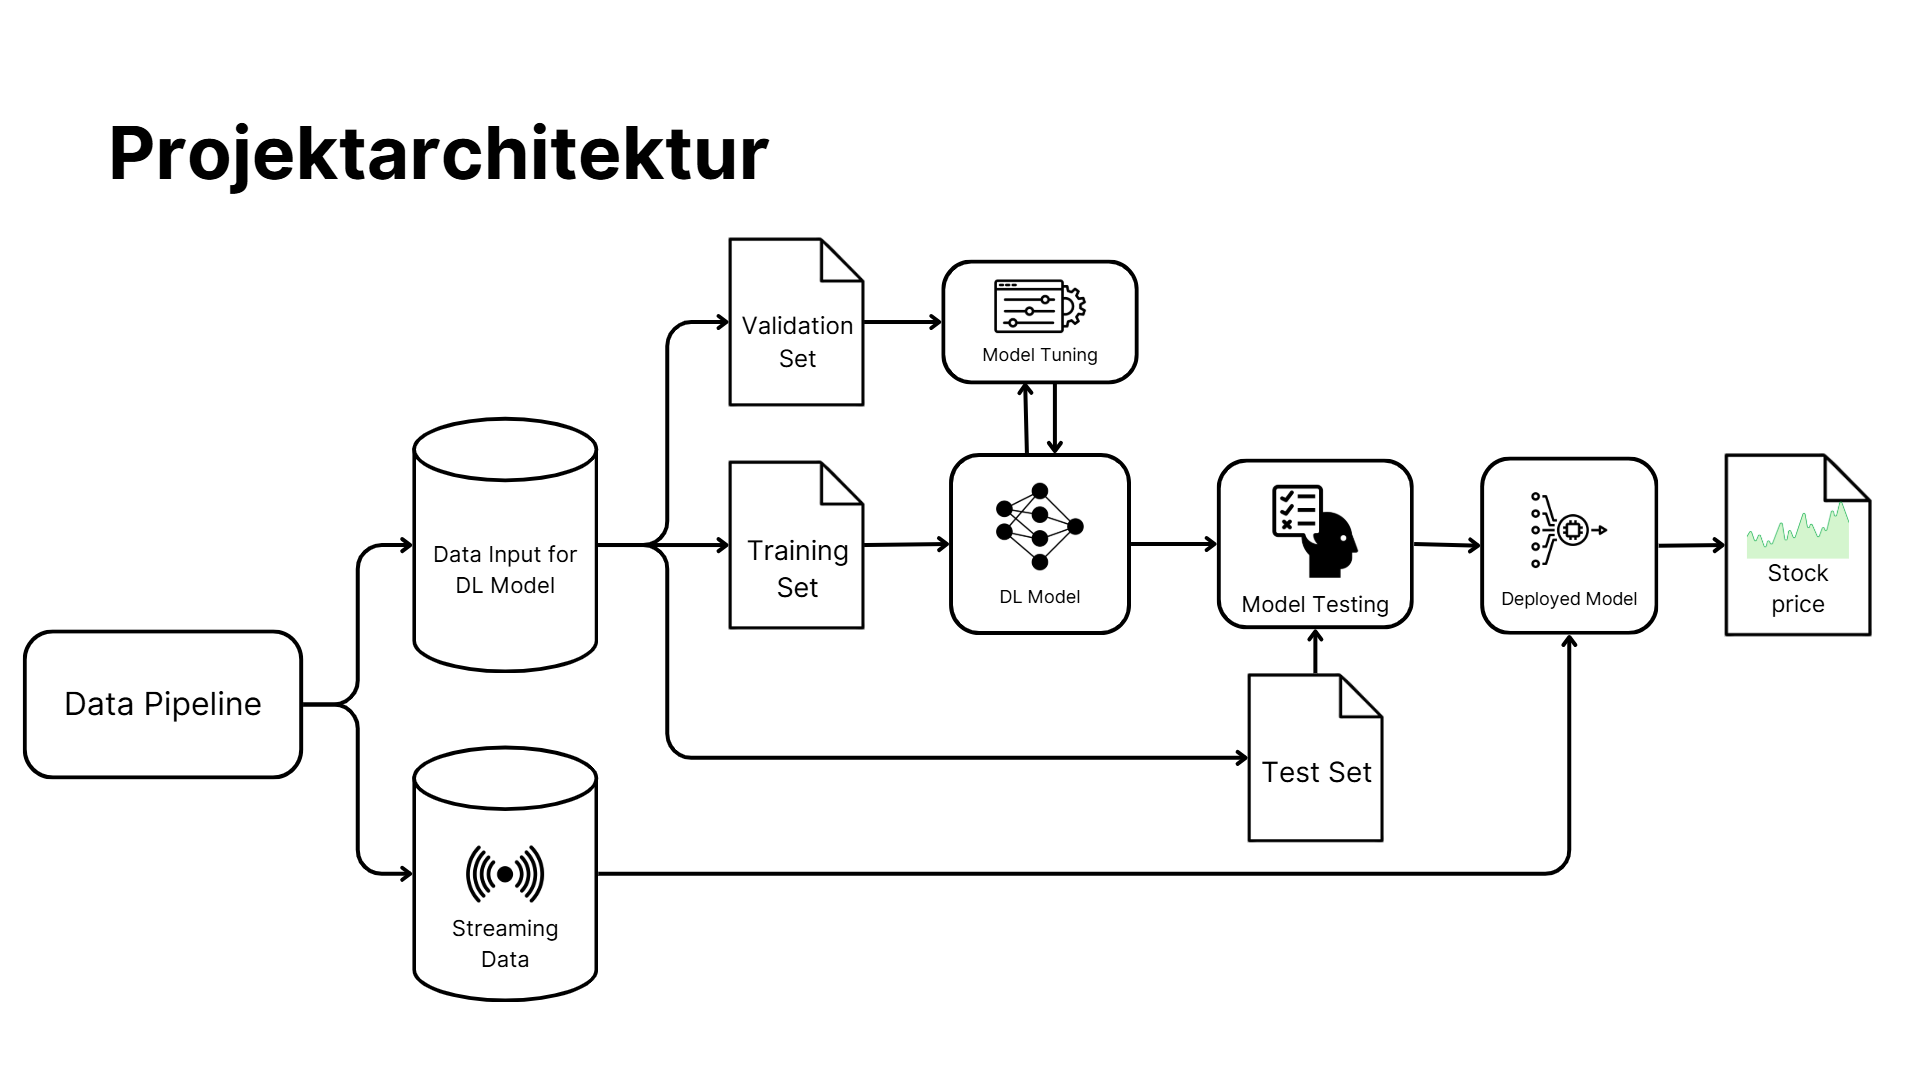 Projektarchitektur
Validation
Set
Model Tuning
Data Input for
DL Model
Training
Set
DL Model
Model Testing
Deployed Model
Stock
price
Data Pipeline
Test Set
Streaming
Data